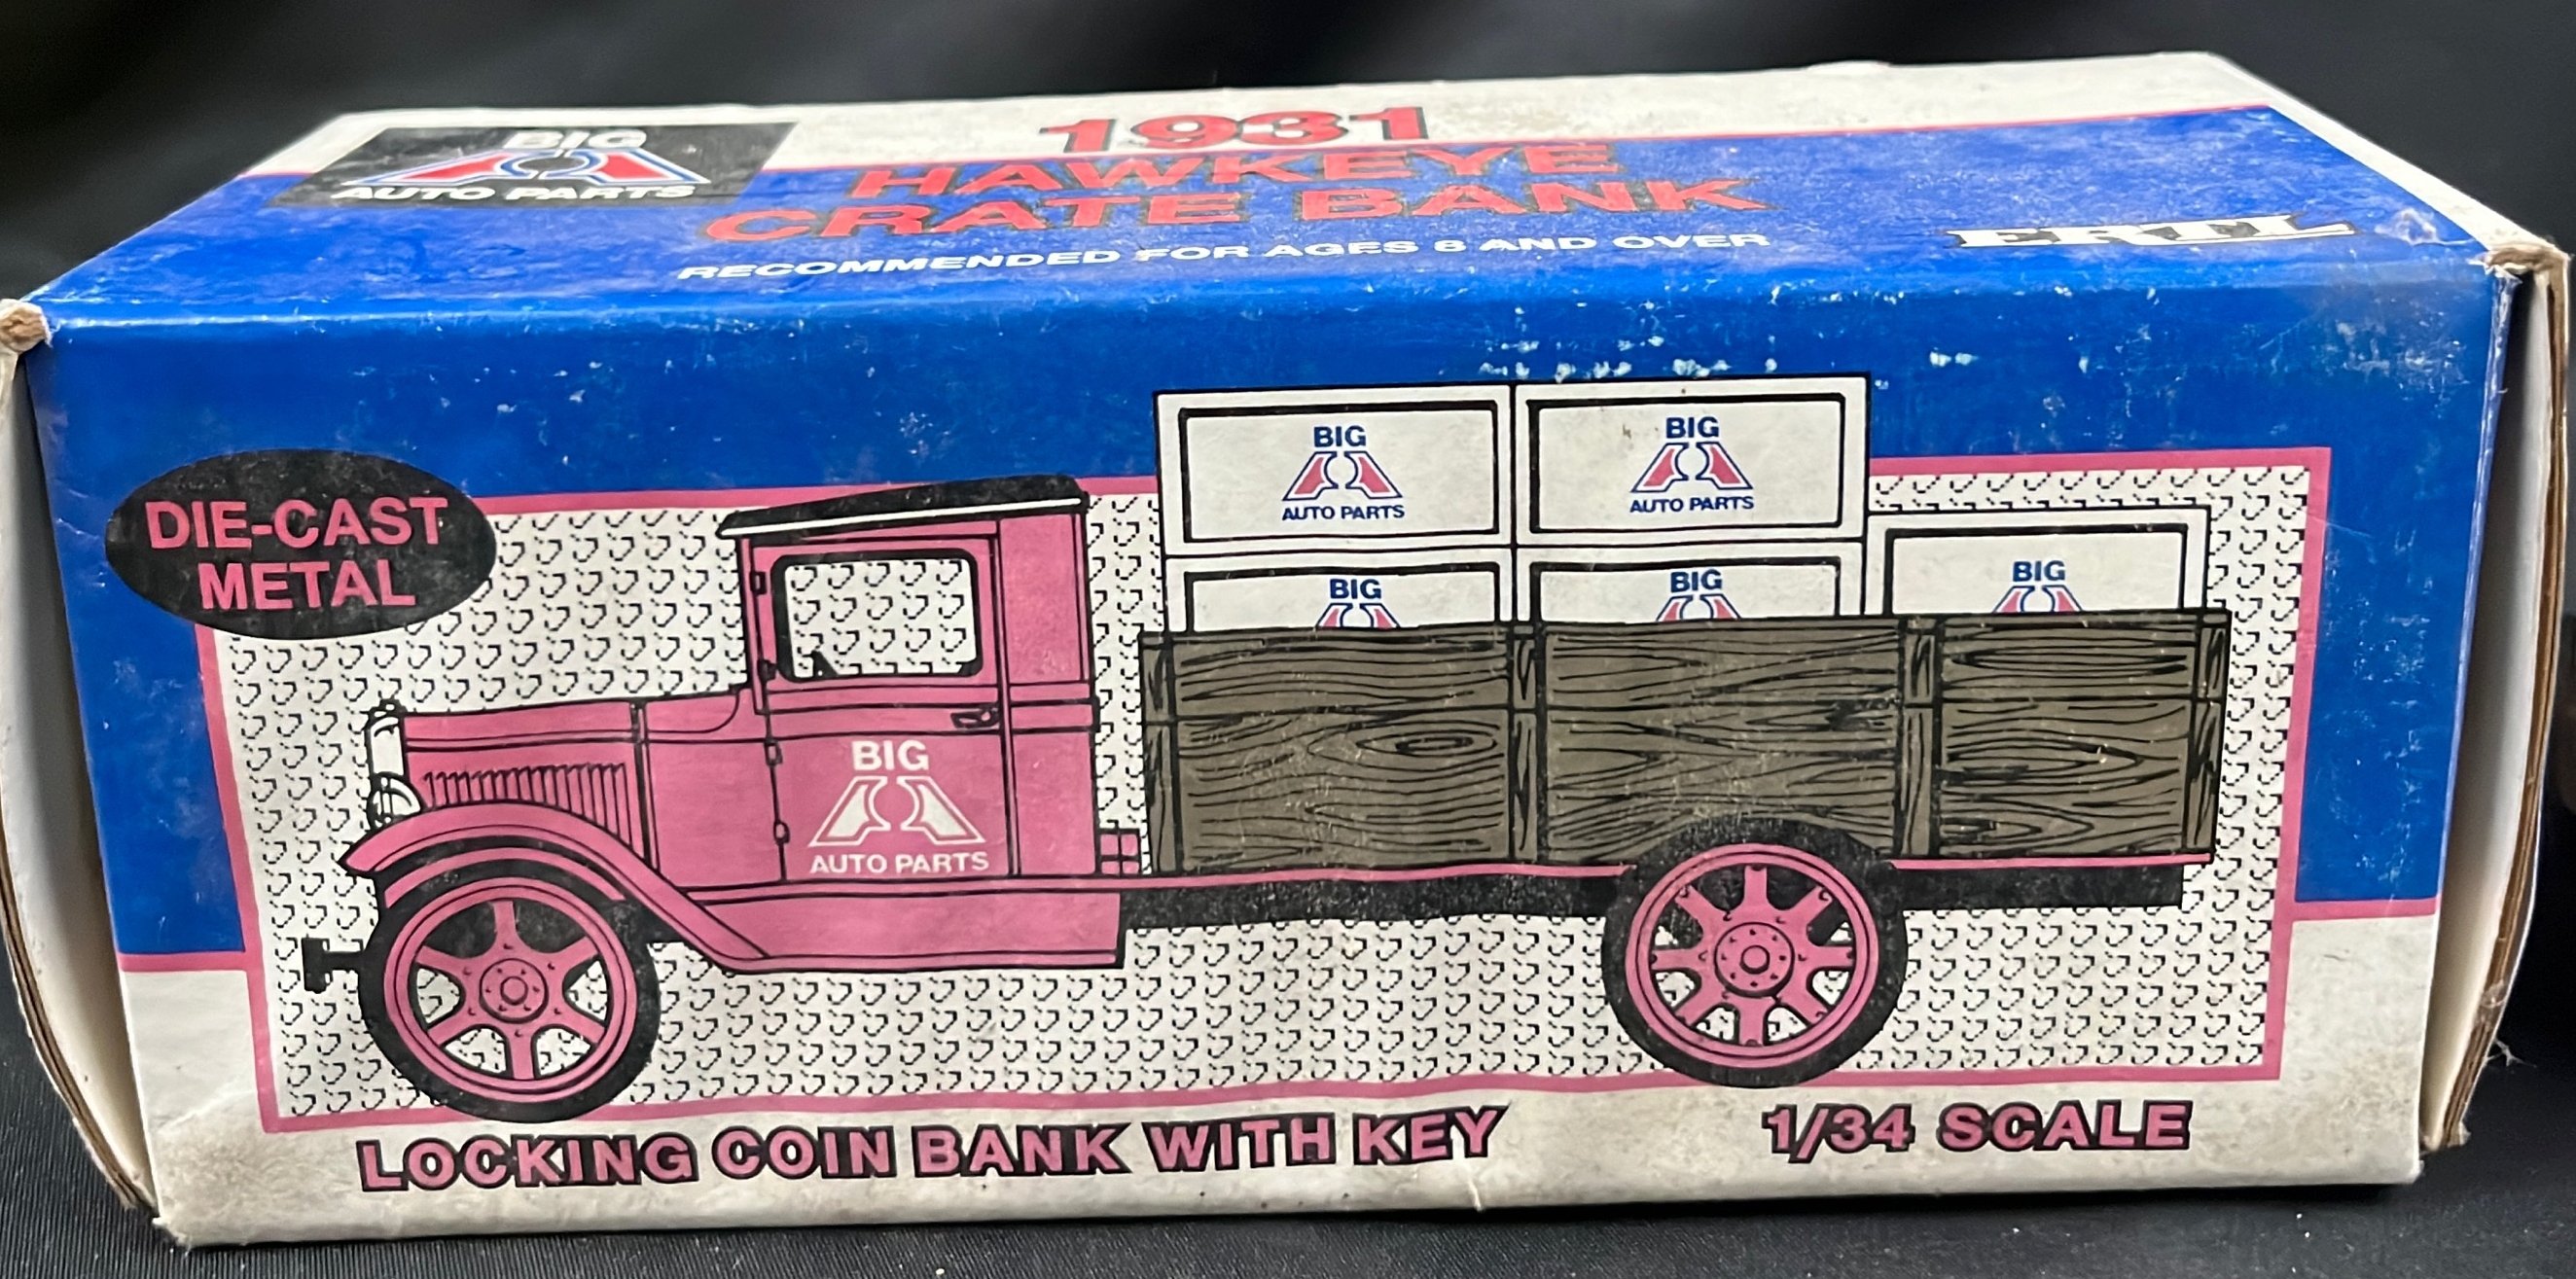 BIG
AUTO PARTS
1931
HAWKEYE
CRATE BANK
RECOMMENDED FOR AGES 8 AND OVER
ERTL
DIE-CAST
METAL
BIG
AUTO PARTS
BIG
AUTO PARTS
BIG
BIG
BIG
BIG
AUTO PARTS
LOCKING COIN BANK WITH KEY
1/34 SCALE